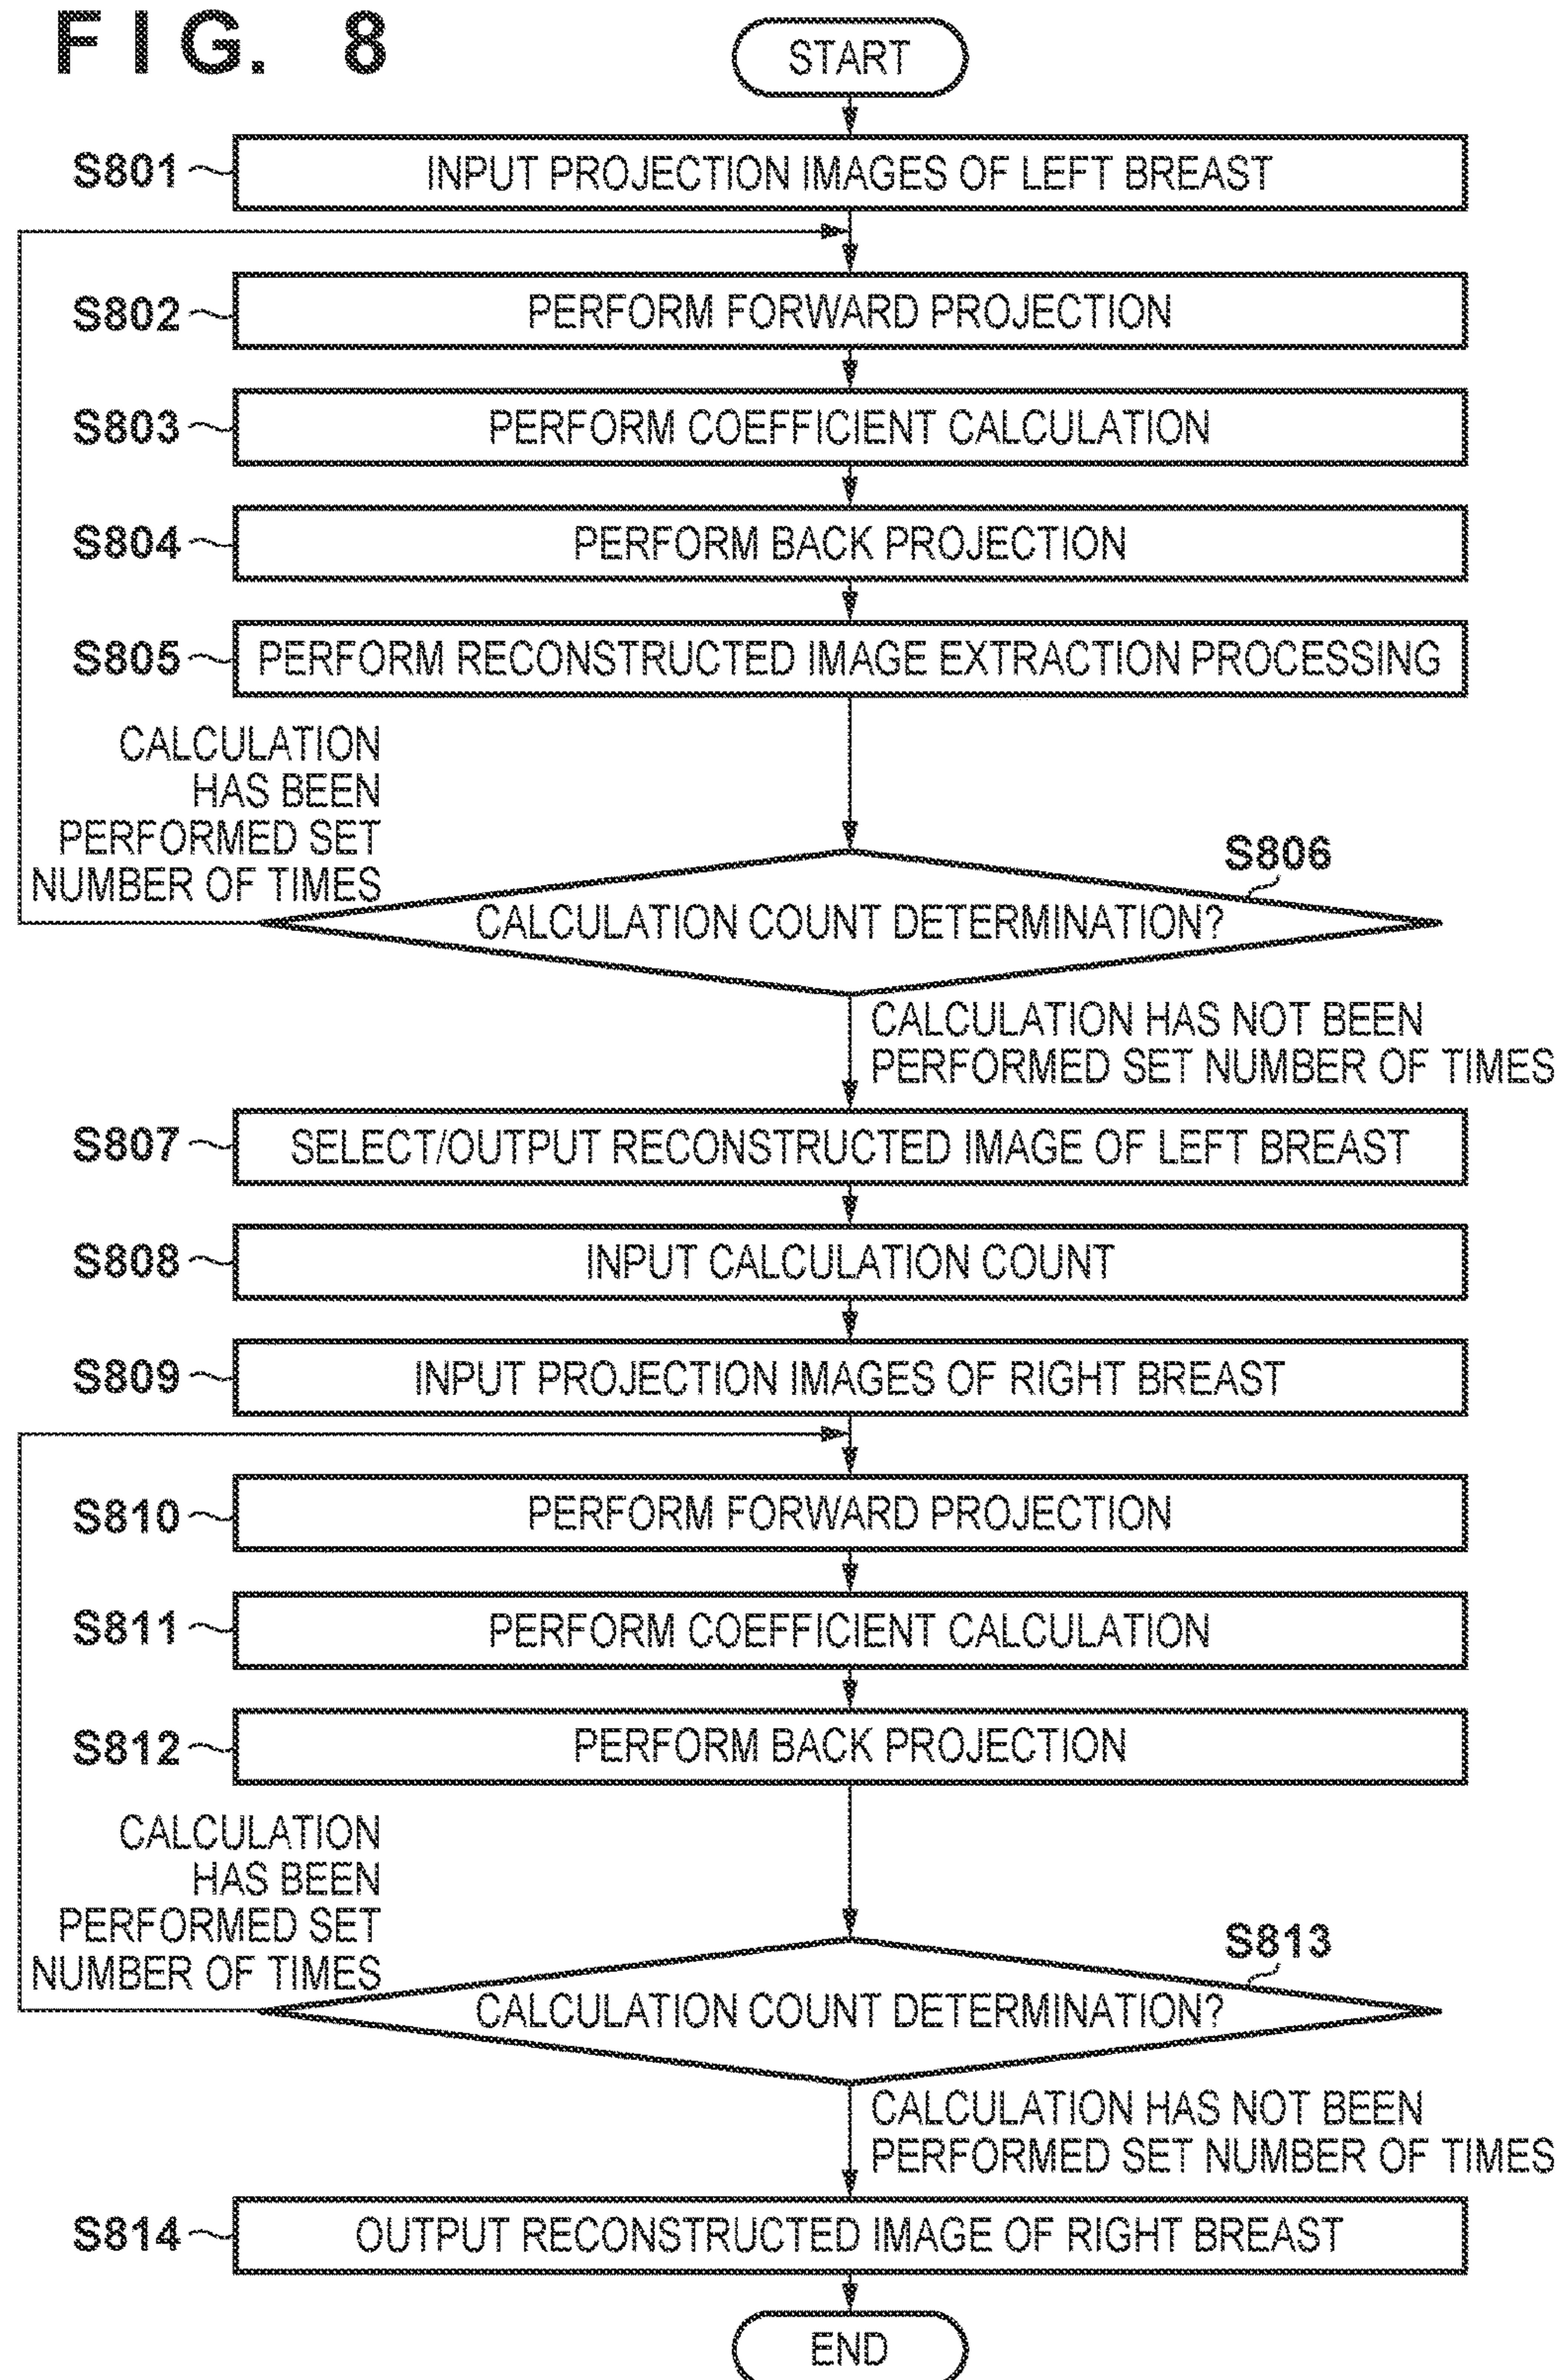 FIG. 8
START
S801
INPUT PROJECTION IMAGES OF LEFT BREAST
S802
PERFORM FORWARD PROJECTION
S803
PERFORM COEFFICIENT CALCULATION
S804
PERFORM BACK PROJECTION
S805
PERFORM RECONSTRUCTED IMAGE EXTRACTION PROCESSING
CALCULATION
HAS BEEN
PERFORMED SET
NUMBER OF TIMES
S806
CALCULATION COUNT DETERMINATION?
CALCULATION HAS NOT BEEN
PERFORMED SET NUMBER OF TIMES
S807
SELECT/OUTPUT RECONSTRUCTED IMAGE OF LEFT BREAST
S808
INPUT CALCULATION COUNT
S809
INPUT PROJECTION IMAGES OF RIGHT BREAST
S810
PERFORM FORWARD PROJECTION
S811
PERFORM COEFFICIENT CALCULATION
S812
PERFORM BACK PROJECTION
CALCULATION
HAS BEEN
PERFORMED SET
NUMBER OF TIMES
S813
CALCULATION COUNT DETERMINATION?
CALCULATION HAS NOT BEEN
PERFORMED SET NUMBER OF TIMES
S814
OUTPUT RECONSTRUCTED IMAGE OF RIGHT BREAST
END